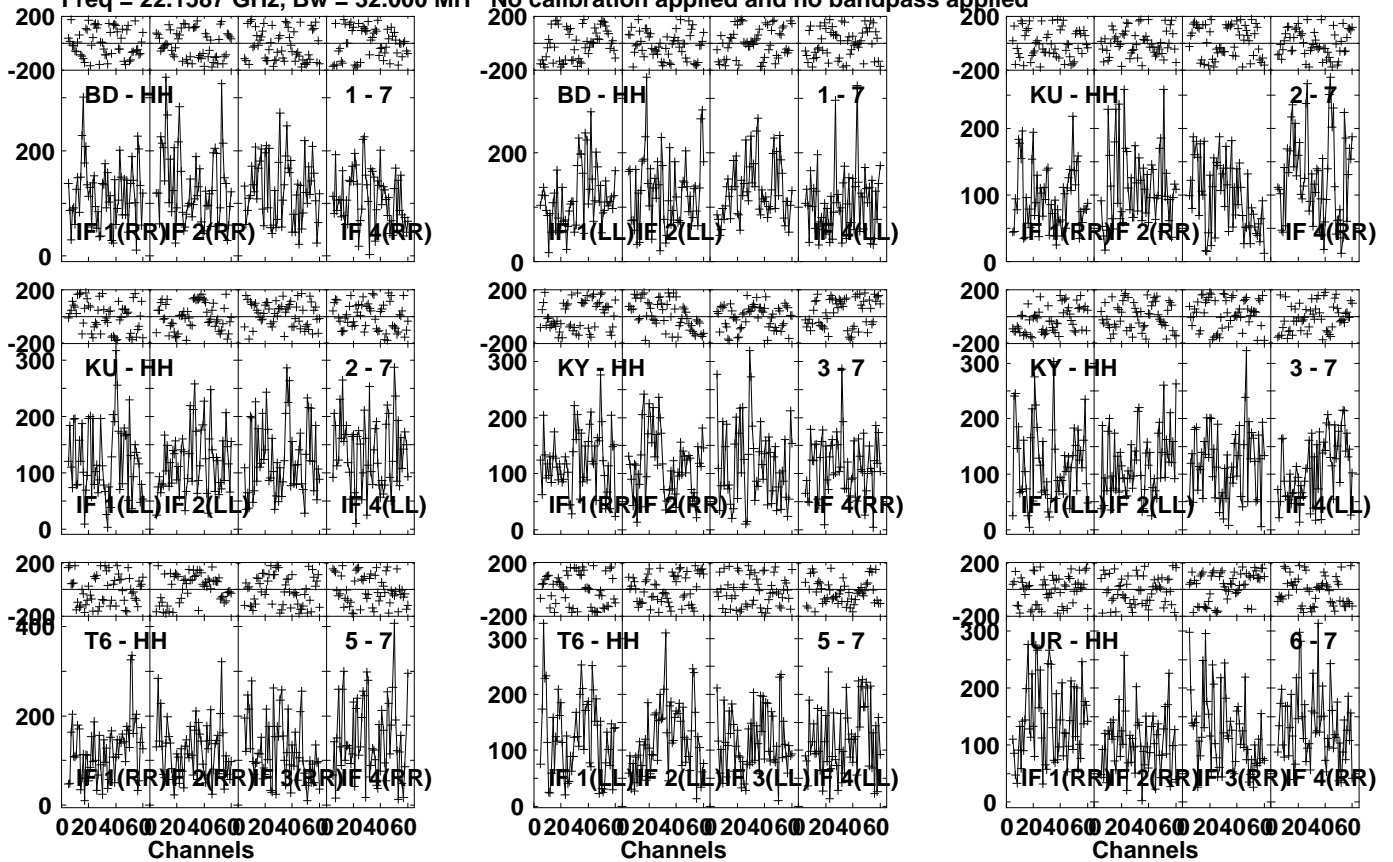 Freq = 22.1587 GHz, Bw = 32.000 MH No calibration applied and no bandpass applied
200
-200
BD - HH 1 - 7
200
0
IF 1(RR) IF 2(RR) IF 4(RR)
BD - HH 1 - 7
200
0
IF 1(LL) IF 2(LL) IF 4(LL)
200
-200
KU - HH 2 - 7
200
100
0
IF 1(RR) IF 2(RR) IF 4(RR)
200
-200
KU - HH 2 - 7
300
200
100
0
IF 1(LL) IF 2(LL) IF 4(LL)
200
-200
KY - HH 3 - 7
300
200
100
0
IF 1(RR) IF 2(RR) IF 4(RR)
200
-200
KY - HH 3 - 7
300
200
100
0
IF 1(LL) IF 2(LL) IF 4(LL)
200
-200
T6 - HH 5 - 7
400
200
0
IF 1(RR) IF 2(RR) IF 3(RR) IF 4(RR)
0 20 40 60 0 20 40 60 0 20 40 60 0 20 40 60
Channels
200
-200
T6 - HH 5 - 7
300
200
100
0
IF 1(LL) IF 2(LL) IF 3(LL) IF 4(LL)
0 20 40 60 0 20 40 60 0 20 40 60 0 20 40 60
Channels
200
-200
UR - HH 6 - 7
300
200
100
0
IF 1(RR) IF 2(RR) IF 3(RR) IF 4(RR)
0 20 40 60 0 20 40 60 0 20 40 60 0 20 40 60
Channels